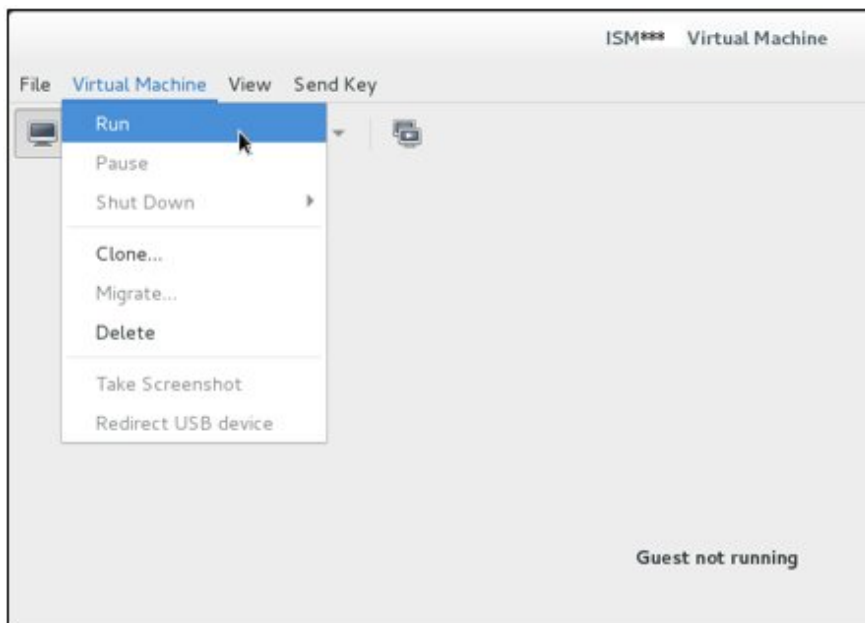 ISM*** Virtual Machine
File Virtual Machine View Send Key
Run
Pause
Shut Down
Clone...
Migrate...
Delete
Take Screenshot
Redirect USB device
Guest not running